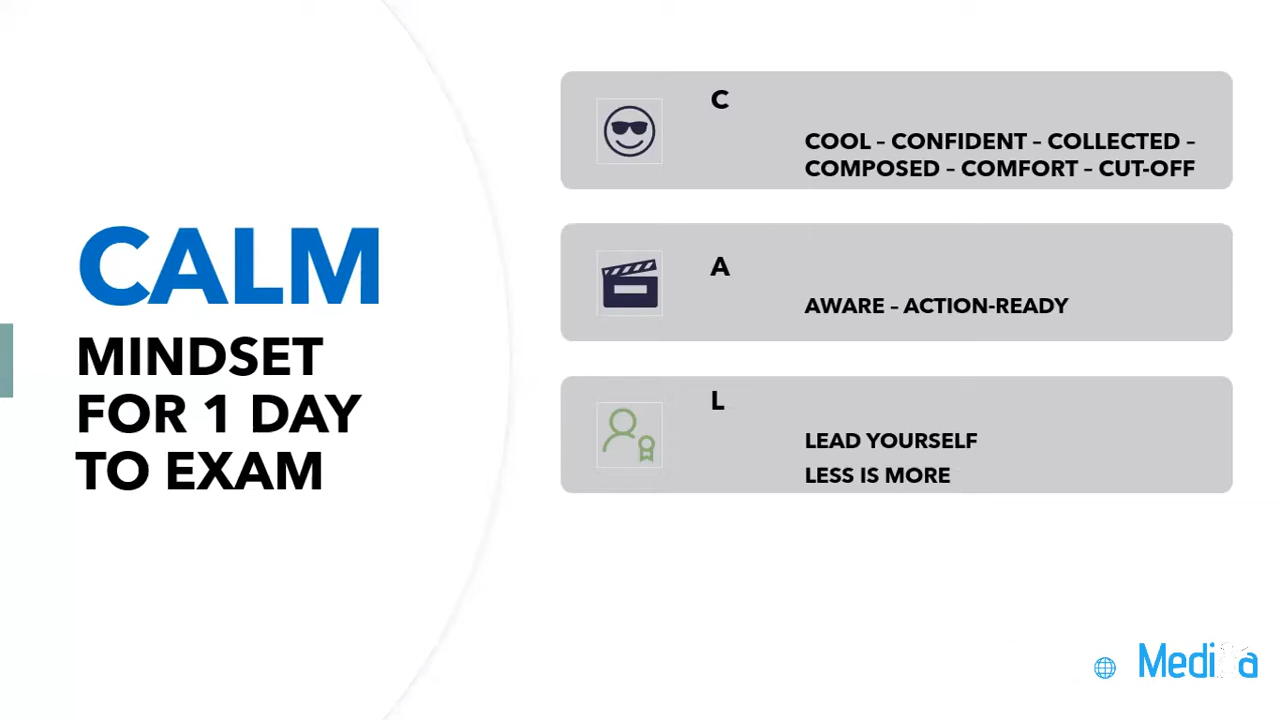 CALM
MINDSET
FOR 1 DAY
TO EXAM
C
COOL – CONFIDENT – COLLECTED –
COMPOSED – COMFORT – CUT-OFF
A
AWARE – ACTION-READY
L
LEAD YOURSELF
LESS IS MORE